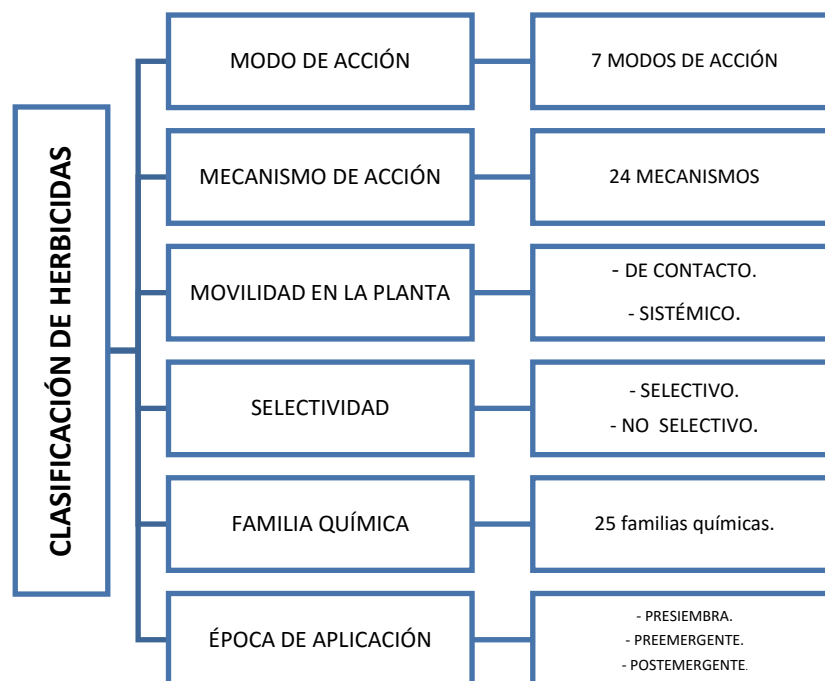 CLASIFICACIÓN DE HERBICIDAS
MODO DE ACCIÓN
7 MODOS DE ACCIÓN
MECANISMO DE ACCIÓN
24 MECANISMOS
MOVILIDAD EN LA PLANTA
- DE CONTACTO.
- SISTÉMICO.
SELECTIVIDAD
- SELECTIVO.
- NO SELECTIVO.
FAMILIA QUÍMICA
25 familias químicas.
ÉPOCA DE APLICACIÓN
- PRESIEMBRA.
- PREEMERGENTE.
- POSTEMERGENTE.